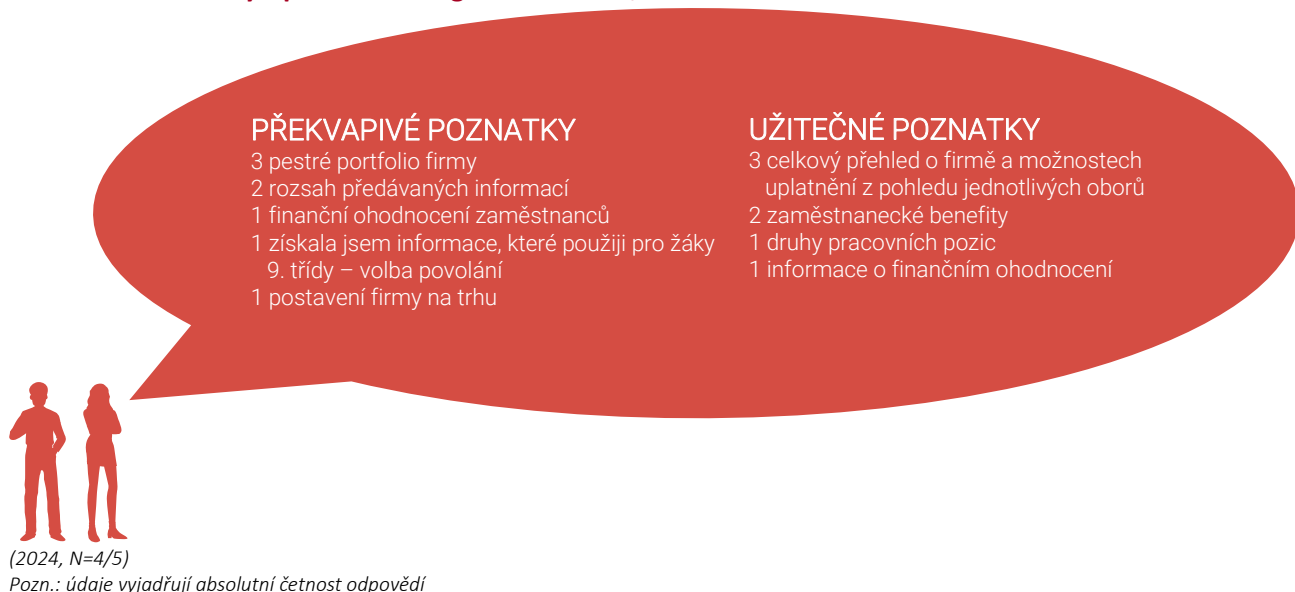 PŘEKVAPIVÉ POZNATKY
3 pestré portfolio firmy
2 rozsah předávaných informací
1 finanční ohodnocení zaměstnanců
1 získala jsem informace, které použiji pro žáky
9. třídy – volba povolání
1 postavení firmy na trhu
UŽITEČNÉ POZNATKY
3 celkový přehled o firmě a možnostech
uplatnění z pohledu jednotlivých oborů
2 zaměstnanecké benefity
1 druhy pracovních pozic
1 informace o finančním ohodnocení
(2024, N=4/5)
Pozn.: údaje vyjadřují absolutní četnost odpovědí